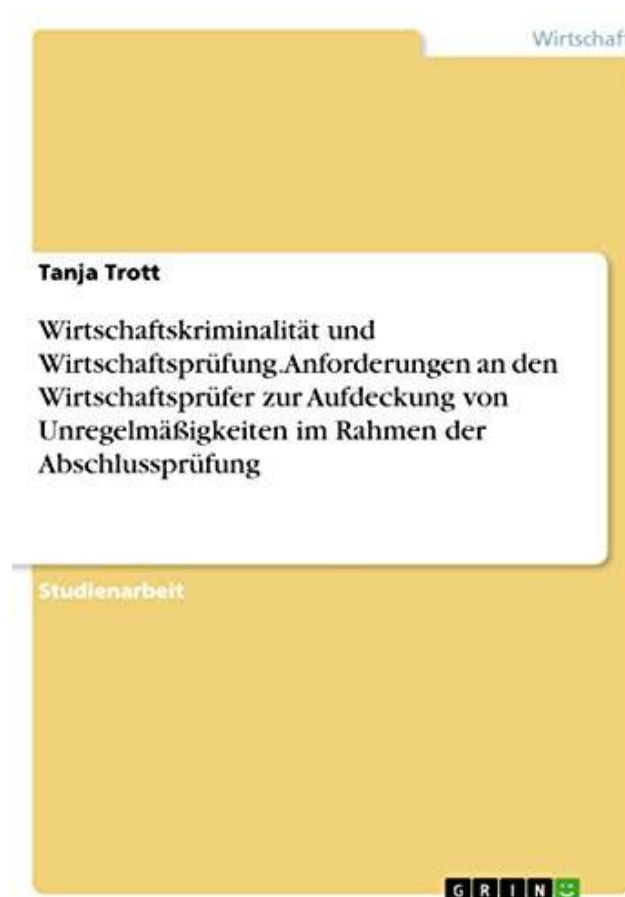 Wirtschaft
Tanja Trott
Wirtschaftskriminalität und
Wirtschaftsprüfung. Anforderungen an den
Wirtschaftsprüfer zur Aufdeckung von
Unregelmäßigkeiten im Rahmen der
Abschlussprüfung
Studienarbeit
GRIN